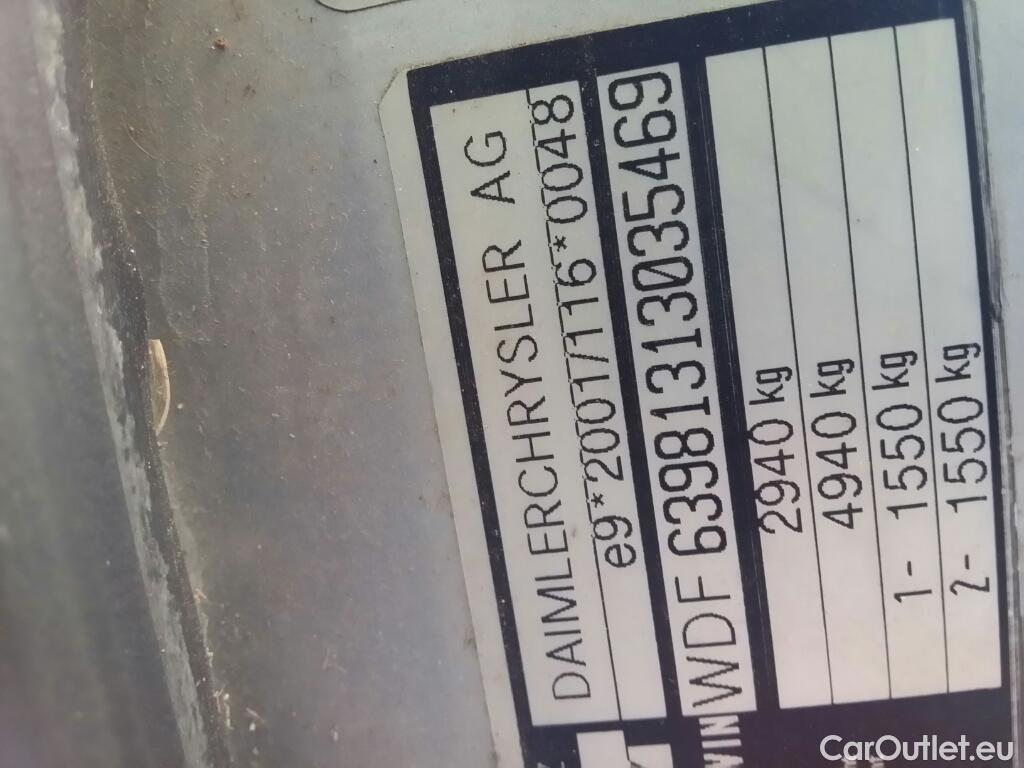 DAIMLERCHRYSLER AG
e9*2001/116*0048
VIN WDF63981313035469
2940 kg
4940 kg
1- 1550 kg
2- 1550 kg
CarOutlet.eu